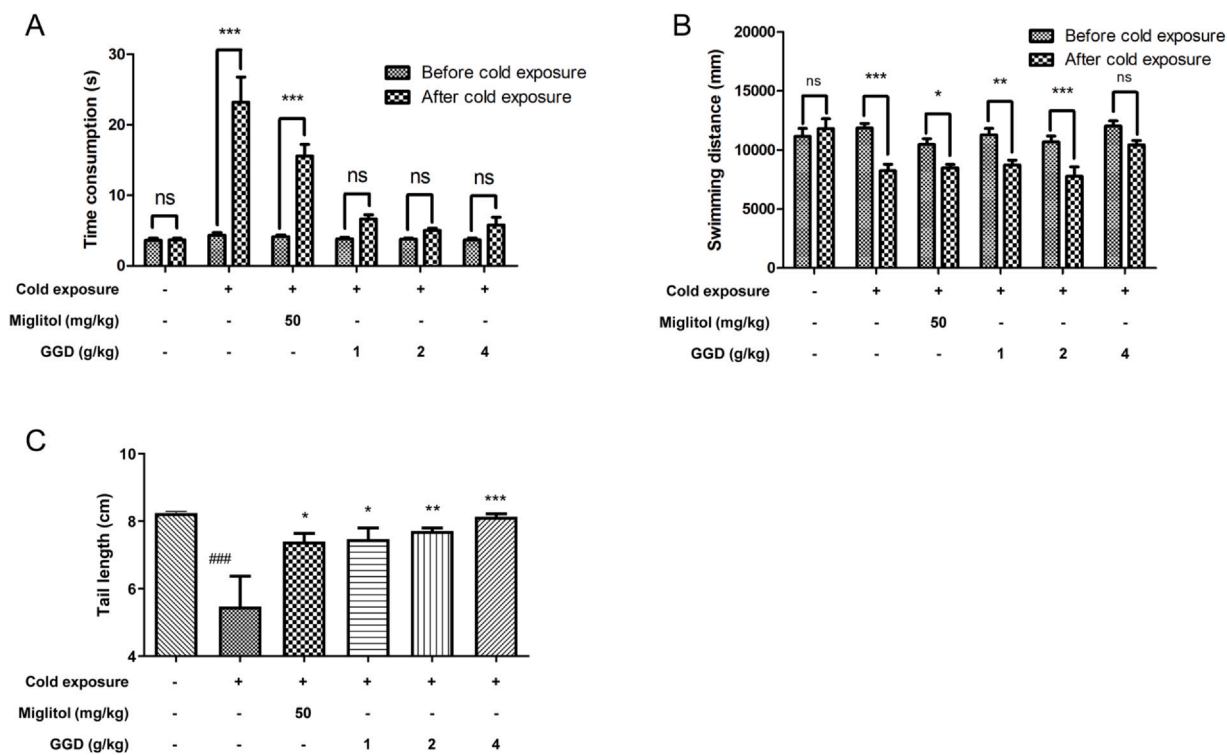 A
***
30
Before cold exposure
After cold exposure
***
20
Time consumption (s)
10
ns
ns
ns
ns
0
Cold exposure - + + + + +
Miglitol (mg/kg) - - 50 - - -
GGD (g/kg) - - - 1 2 4
B
20000
Before cold exposure
After cold exposure
ns
***
*
**
***
ns
15000
Swimming distance (mm)
10000
5000
0
Cold exposure - + + + + +
Miglitol (mg/kg) - - 50 - - -
GGD (g/kg) - - - 1 2 4
C
10
Tail length (cm)
8
###
*
*
**
***
6
4
Cold exposure - + + + + +
Miglitol (mg/kg) - - 50 - - -
GGD (g/kg) - - - 1 2 4